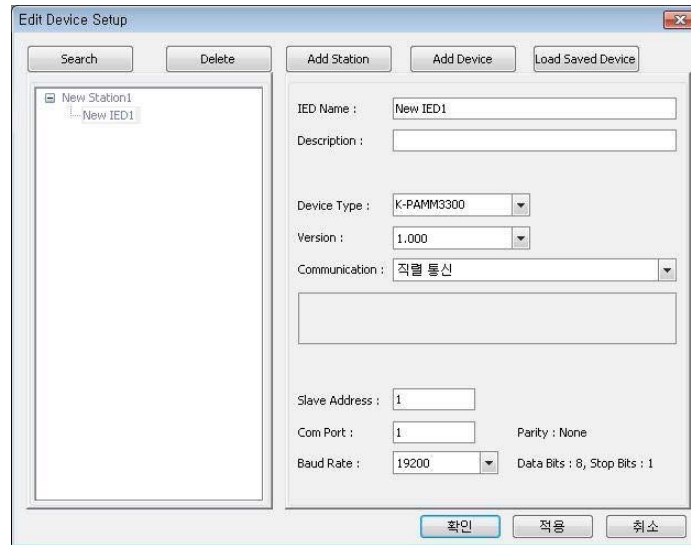 Edit Device Setup
Search Delete Add Station Add Device Load Saved Device
New Station1
New IED1
IED Name : New IED1
Description :
Device Type : K-PAMM3300
Version : 1.000
Communication : 직렬 통신
Slave Address : 1
Com Port : 1 Parity : None
Baud Rate : 19200 Data Bits : 8, Stop Bits : 1
확인 적용 취소